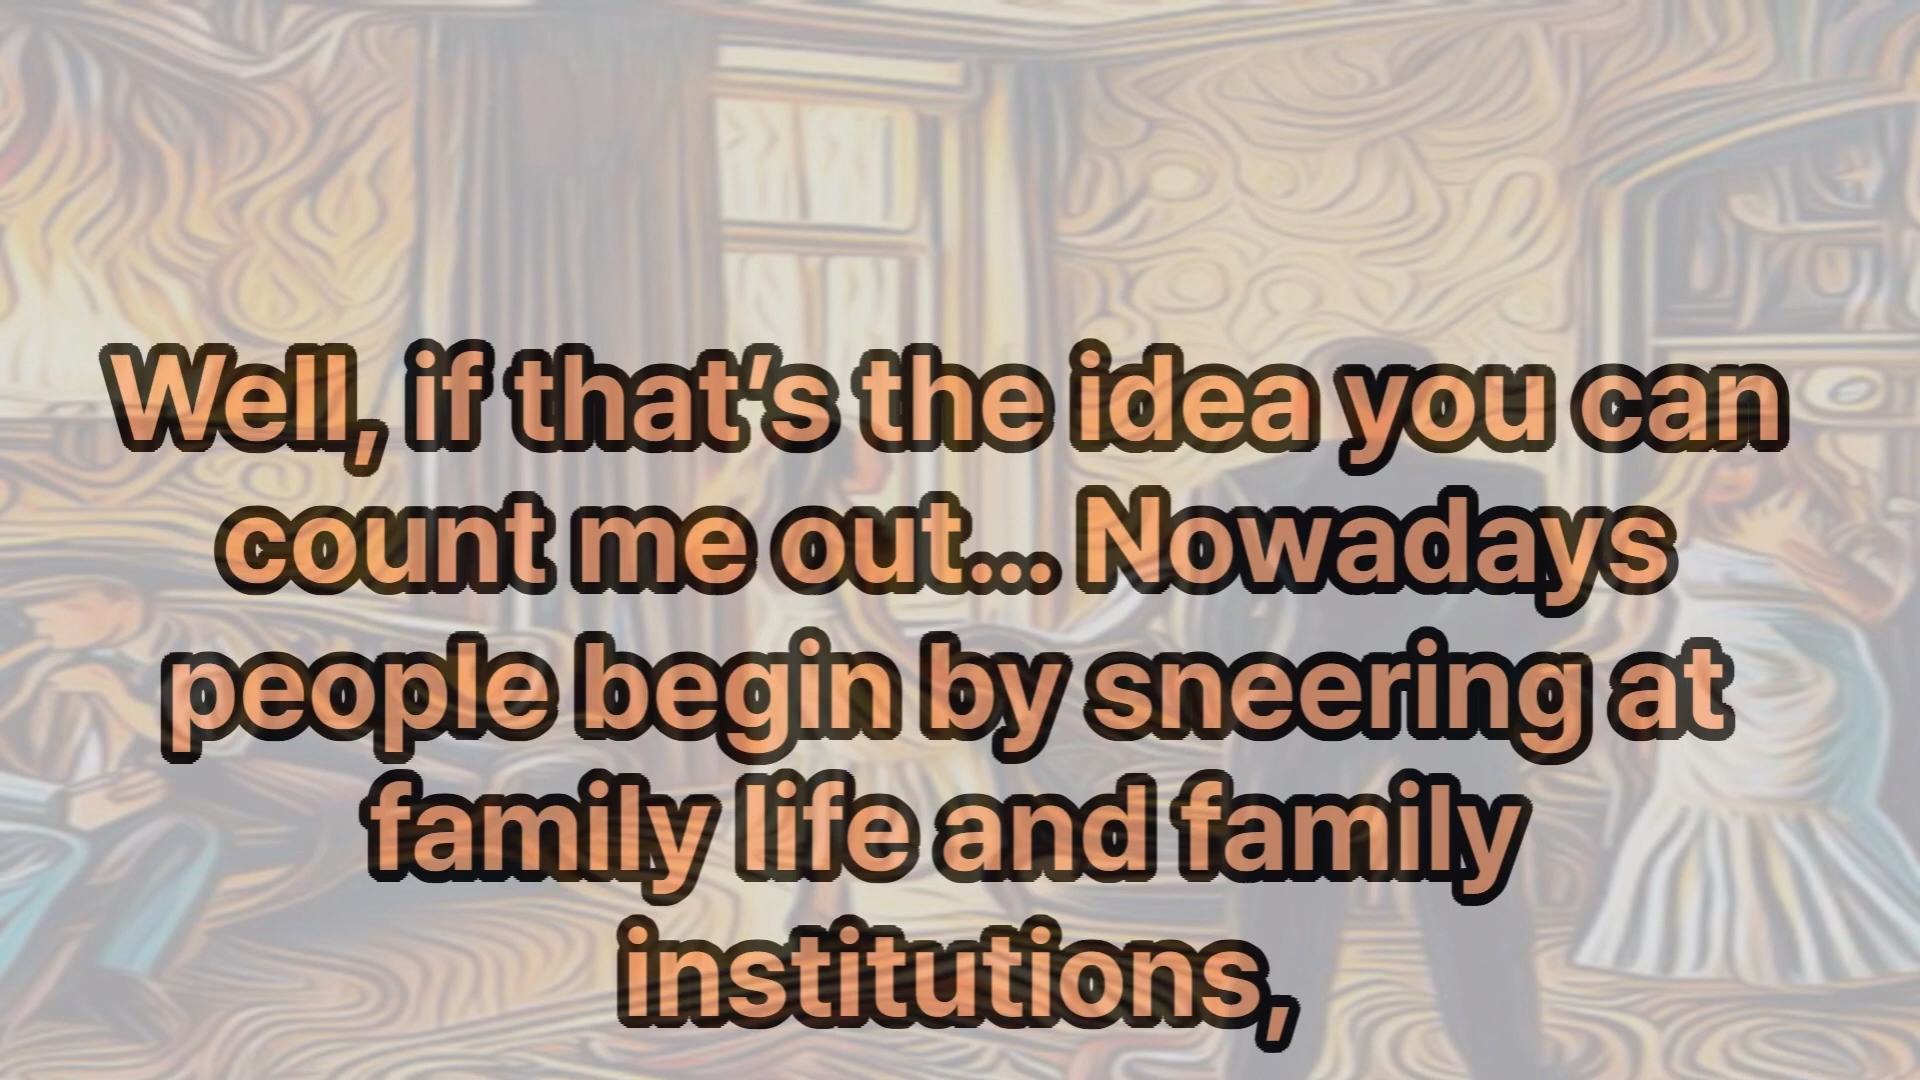 Well, if that’s the idea you can
count me out... Nowadays
people begin by sneering at
family life and family
institutions,